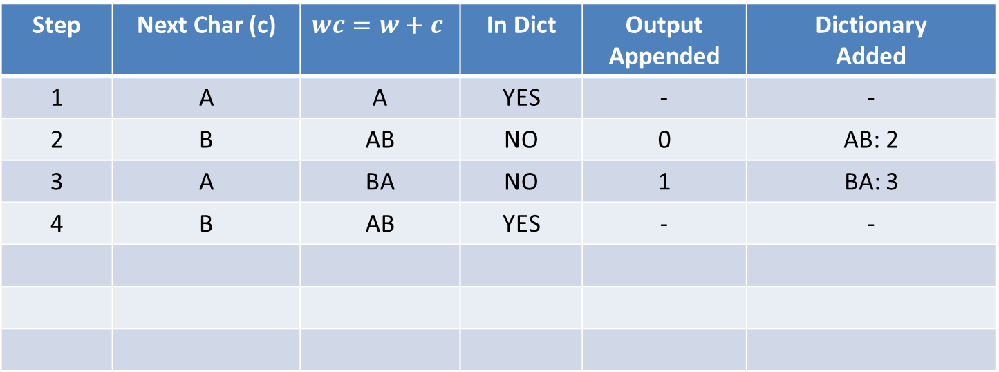 Step Next Char (c) wc = w + c In Dict Output Appended Dictionary Added
1 A A YES - -
2 B AB NO 0 AB: 2
3 A BA NO 1 BA: 3
4 B AB YES - -